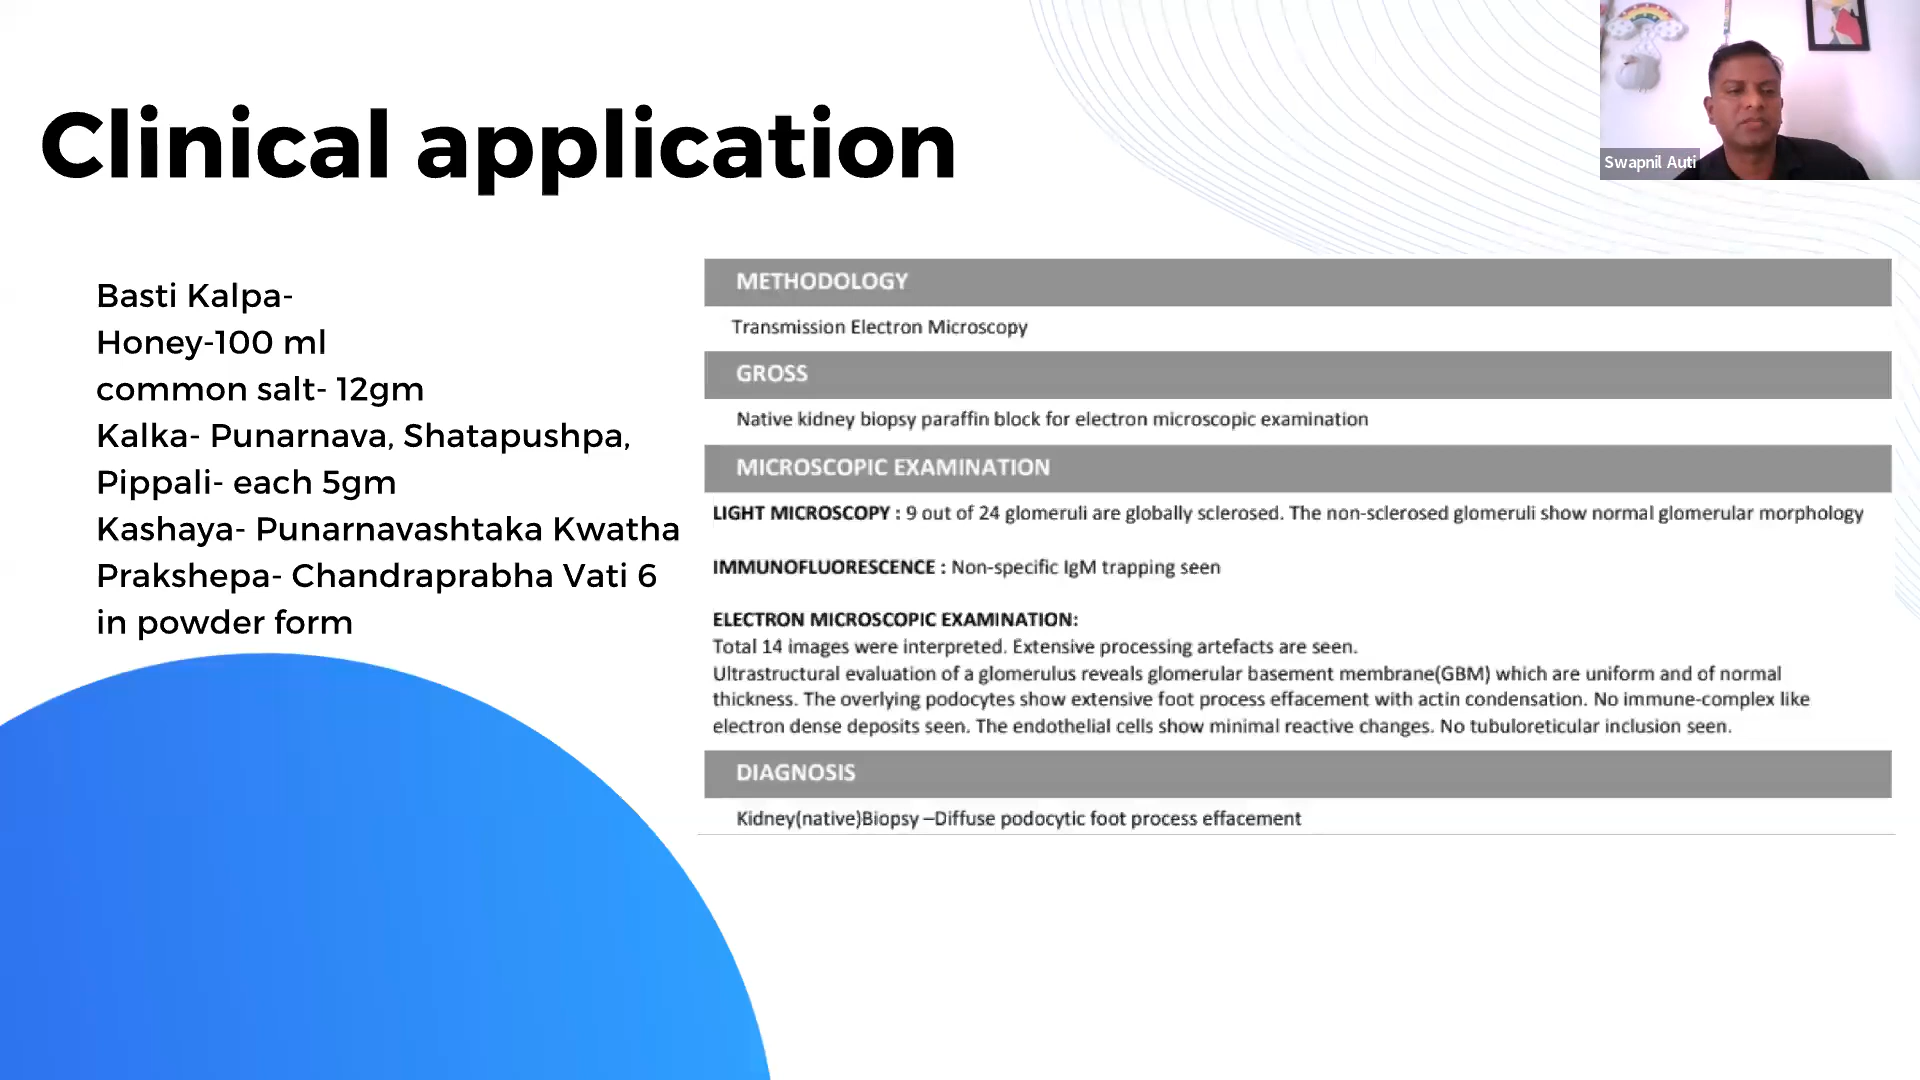 Clinical application
Swapnil Auti
Basti Kalpa-
Honey-100 ml
common salt- 12gm
Kalka- Punarnava, Shatapushpa,
Pippali- each 5gm
Kashaya- Punarnavashtaka Kwatha
Prakshepa- Chandraprabha Vati 6
in powder form
METHODOLOGY
Transmission Electron Microscopy
GROSS
Native kidney biopsy paraffin block for electron microscopic examination
MICROSCOPIC EXAMINATION
LIGHT MICROSCOPY : 9 out of 24 glomeruli are globally sclerosed. The non-sclerosed glomeruli show normal glomerular morphology
IMMUNOFLUORESCENCE : Non-specific IgM trapping seen
ELECTRON MICROSCOPIC EXAMINATION:
Total 14 images were interpreted. Extensive processing artefacts are seen.
Ultrastructural evaluation of a glomerulus reveals glomerular basement membrane(GBM) which are uniform and of normal
thickness. The overlying podocytes show extensive foot process effacement with actin condensation. No immune-complex like
electron dense deposits seen. The endothelial cells show minimal reactive changes. No tubuloreticular inclusion seen.
DIAGNOSIS
Kidney(native)Biopsy –Diffuse podocytic foot process effacement